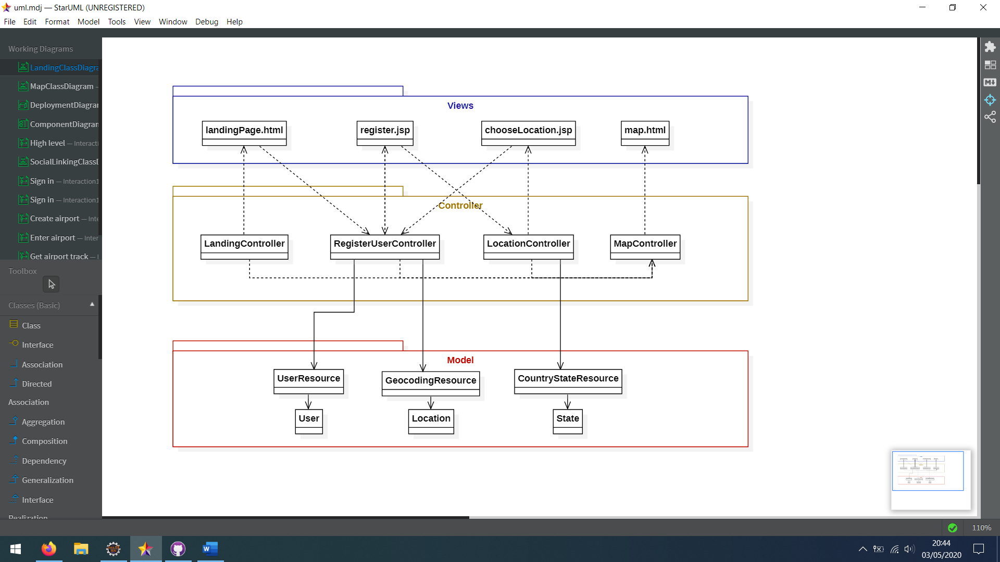 uml.mdj — StarUML (UNREGISTERED)
File Edit Format Model Tools View Window Debug Help
Working Diagrams
LandingClassDiagra
MapClassDiagram —
DeploymentDiagrar
ComponentDiagran
High level — Interacti
SocialLinkingClassD
Sign in — Interaction1
Sign in — Interaction1
Create airport — Inte
Enter airport — Inter
Get airport track — I
Toolbox
Classes (Basic)
Class
Interface
Association
Directed
Association
Aggregation
Composition
Dependency
Generalization
Interface
Realization
Views
landingPage.html
register.jsp
chooseLocation.jsp
map.html
Controller
LandingController
RegisterUserController
LocationController
MapController
Model
UserResource
GeocodingResource
CountryStateResource
User
Location
State
110%
20:44
03/05/2020